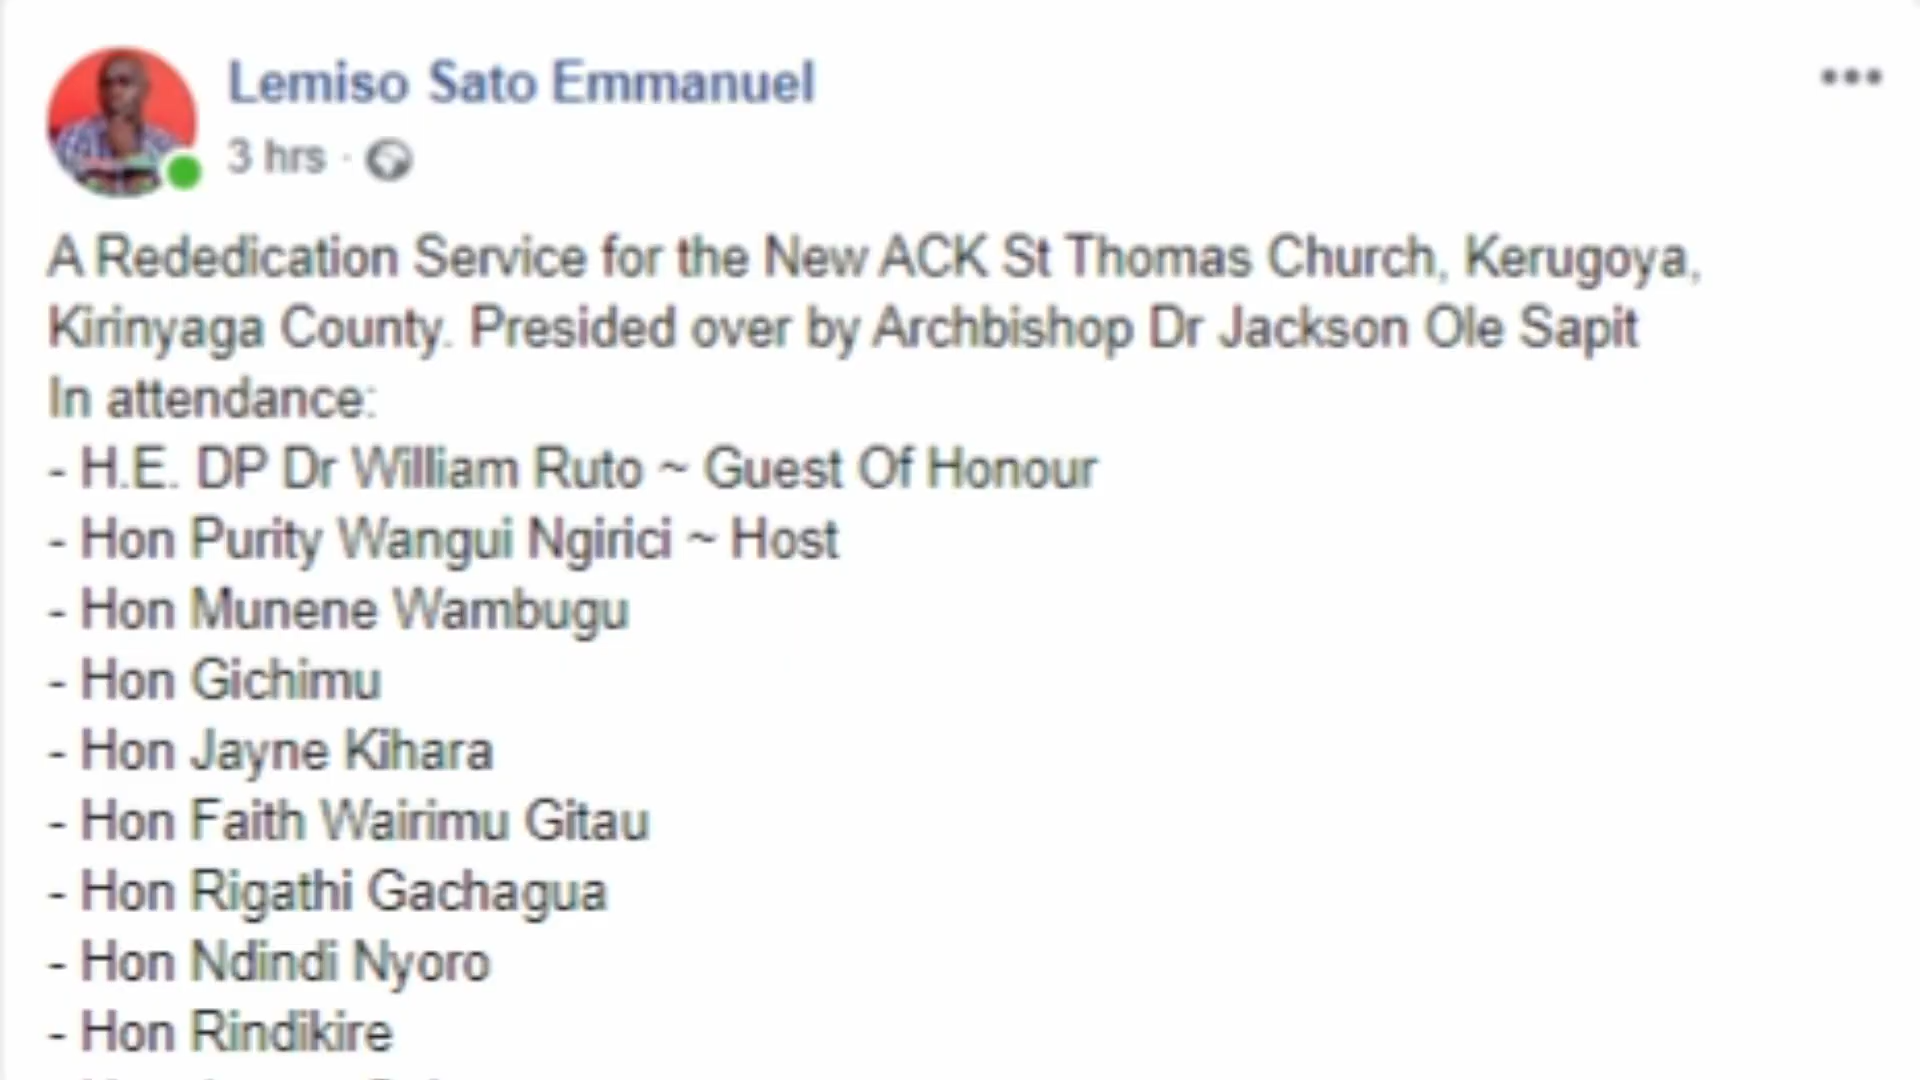 Lemiso Sato Emmanuel
3 hrs ·
A Rededication Service for the New ACK St Thomas Church, Kerugoya,
Kirinyaga County. Presided over by Archbishop Dr Jackson Ole Sapit
In attendance:
- H.E. DP Dr William Ruto ~ Guest Of Honour
- Hon Purity Wangui Ngirici ~ Host
- Hon Munene Wambugu
- Hon Gichimu
- Hon Jayne Kihara
- Hon Faith Wairimu Gitau
- Hon Rigathi Gachagua
- Hon Ndindi Nyoro
- Hon Rindikire